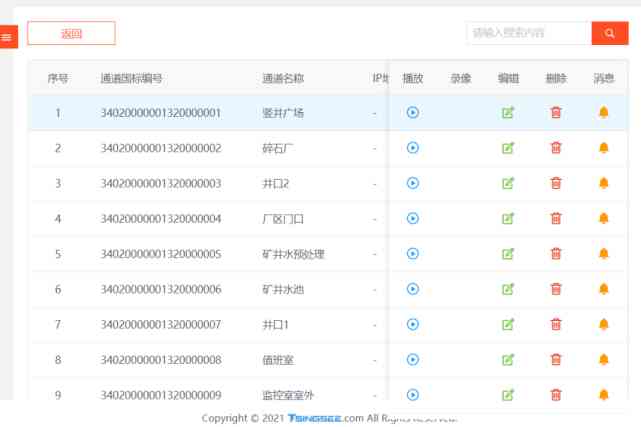 返回 请输入搜索内容
序号 通道国标编号 通道名称 IP地 播放 录像 编辑 删除 消息
1 34020000001320000001 竖井广场 -
2 34020000001320000002 碎石厂 -
3 34020000001320000003 井口2 -
4 34020000001320000004 厂区门口 -
5 34020000001320000005 矿井水预处理 -
6 34020000001320000006 矿井水池 -
7 34020000001320000007 井口1 -
8 34020000001320000008 值班室 -
9 34020000001320000009 监控室室外 -
Copyright © 2021 TSINGSEE.com All Rights Reserved.